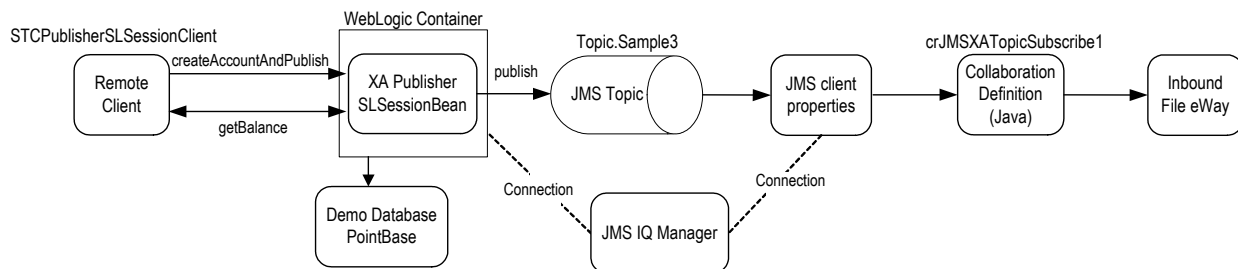 WebLogic Container
STCPublisherSLSessionClient
Topic.Sample3
crJMSXATopicSubscribe1
createAccountAndPublish
Remote
Client
getBalance
XA Publisher
SLSessionBean
publish
JMS Topic
JMS client
properties
Collaboration
Definition
(Java)
Inbound
File eWay
Connection
Connection
Demo Database
PointBase
JMS IQ Manager